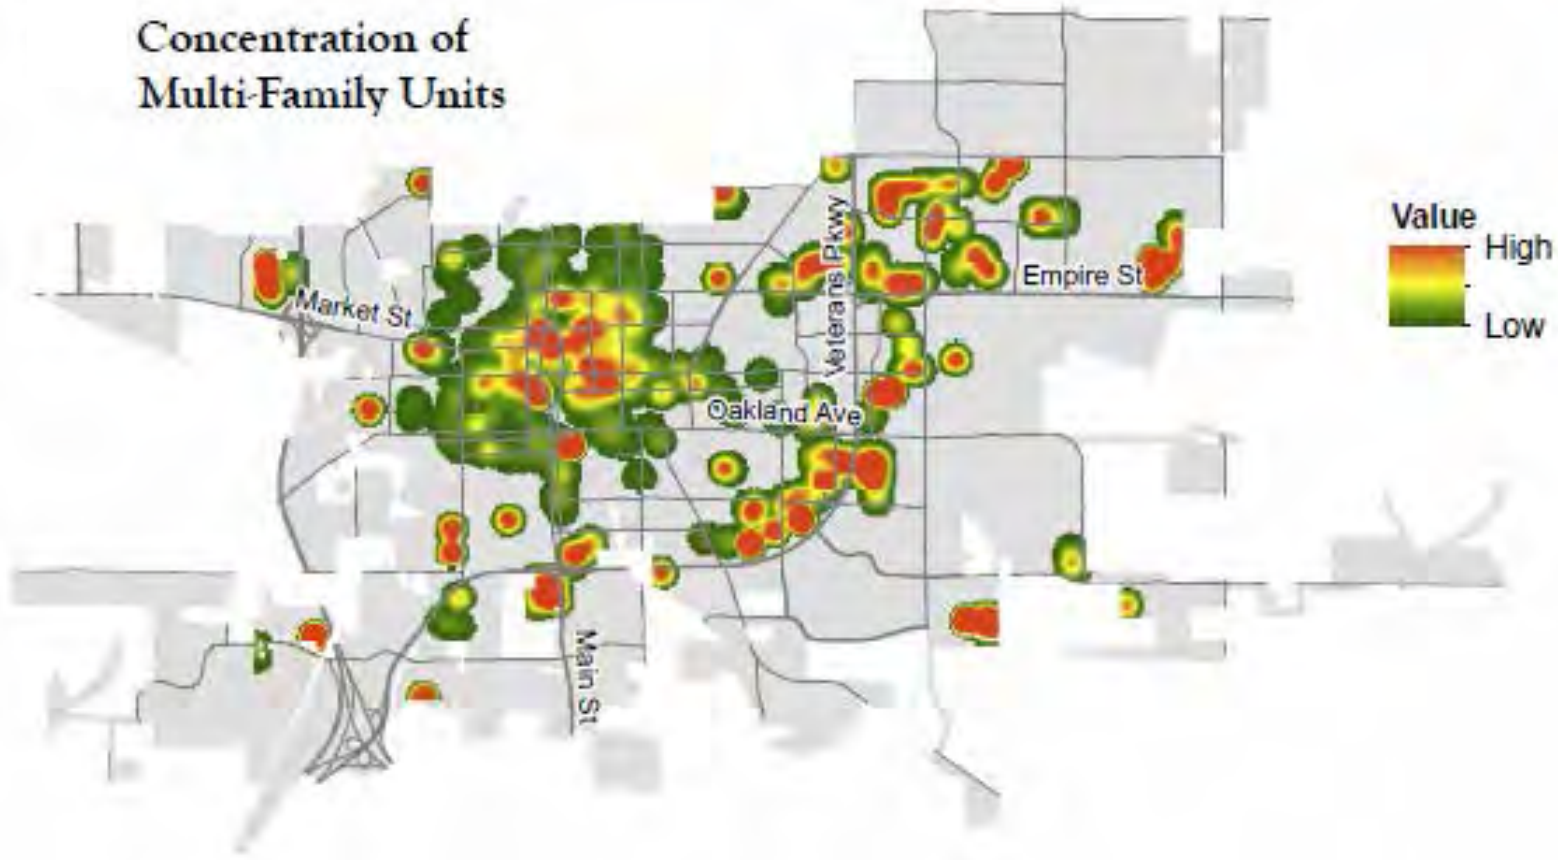 Concentration of
Multi-Family Units
Value
High
Low
Veterans Pkwy
Empire St
Market St
Oakland Ave
Main St